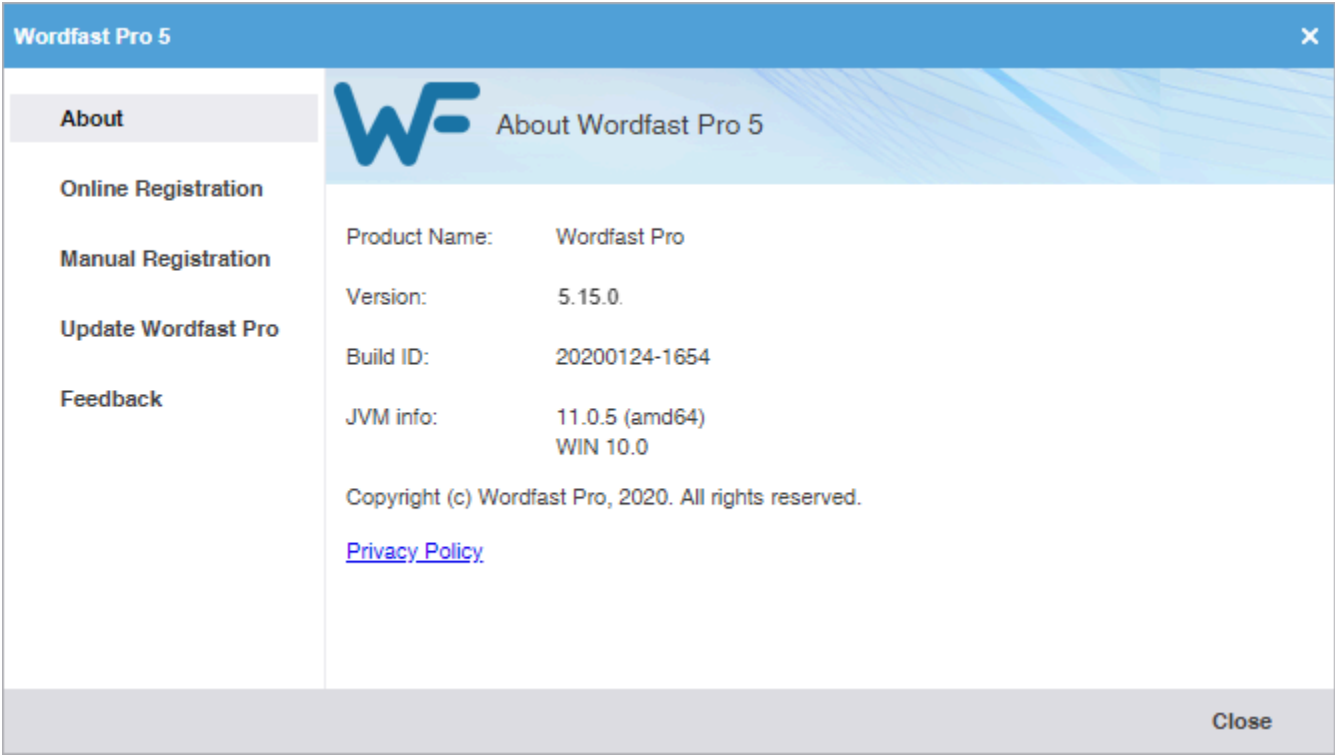 Wordfast Pro 5
About
Online Registration
Manual Registration
Update Wordfast Pro
Feedback
WF About Wordfast Pro 5
Product Name: Wordfast Pro
Version: 5.15.0.
Build ID: 20200124-1654
JVM info: 11.0.5 (amd64)
WIN 10.0
Copyright (c) Wordfast Pro, 2020. All rights reserved.
Privacy Policy
Close